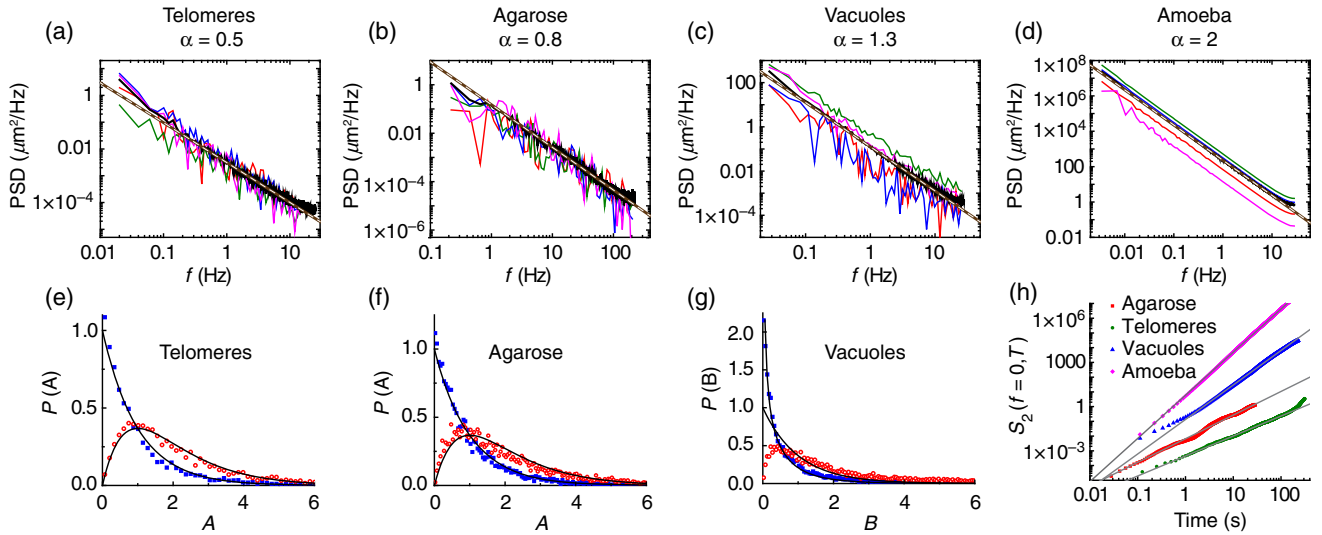 Telomeres
(a) α = 0.5
PSD (μm²/Hz)
1
0.01
1×10⁻⁴
0.01 0.1 1 10
f (Hz)
Agarose
(b) α = 0.8
PSD (μm²/Hz)
1
0.01
1×10⁻⁴
1×10⁻⁶
0.1 1 10 100
f (Hz)
Vacuoles
(c) α = 1.3
PSD (μm²/Hz)
100
1
0.01
1×10⁻⁴
0.01 0.1 1 10
f (Hz)
Amoeba
(d) α = 2
PSD (μm²/Hz)
1×10⁸
1×10⁶
1×10⁴
100
1
0.01
0.001 0.01 0.1 1 10
f (Hz)
(e)
Telomeres
P (A)
1.0
0.5
0.0
0 2 4 6
A
(f)
Agarose
P (A)
1.0
0.5
0.0
0 2 4 6
A
(g)
Vacuoles
P (B)
2.0
1.5
1.0
0.5
0.0
0 1 2 3 4 5 6
B
(h)
Agarose
Telomeres
Vacuoles
Amoeba
S₂(f = 0,T)
1×10⁶
1000
1
1×10⁻³
0.01 0.1 1 10 100
Time (s)